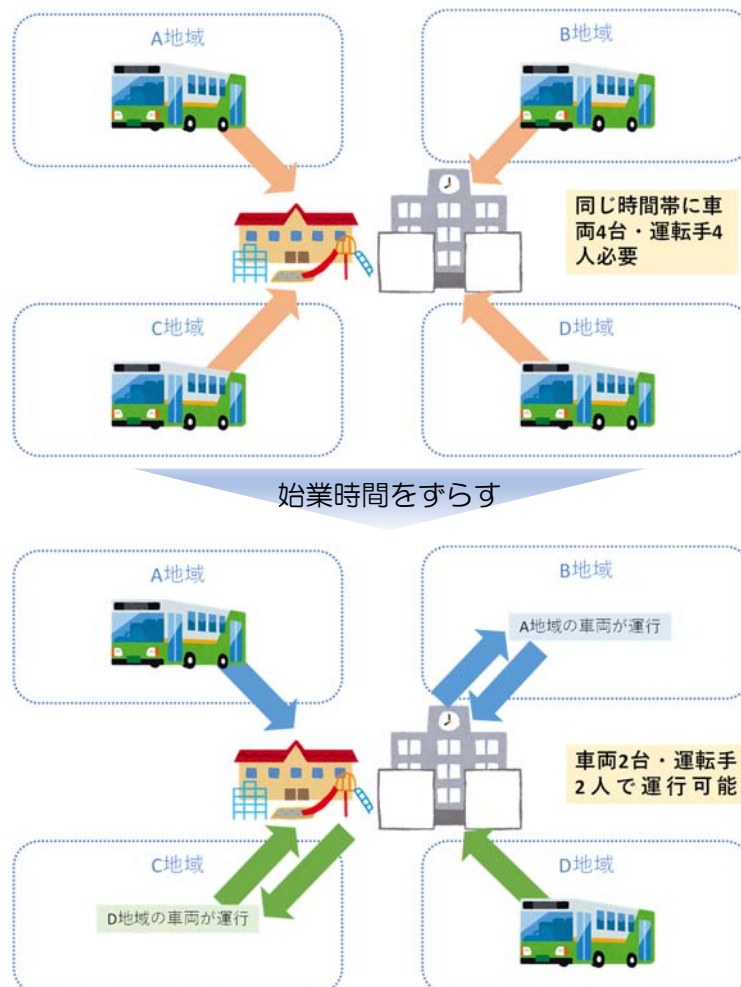 A地域
B地域
同じ時間帯に車
両4台・運転手4
人必要
C地域
D地域
始業時間をずらす
A地域
B地域
A地域の車両が運行
車両2台・運転手
2人で運行可能
C地域
D地域の車両が運行
D地域